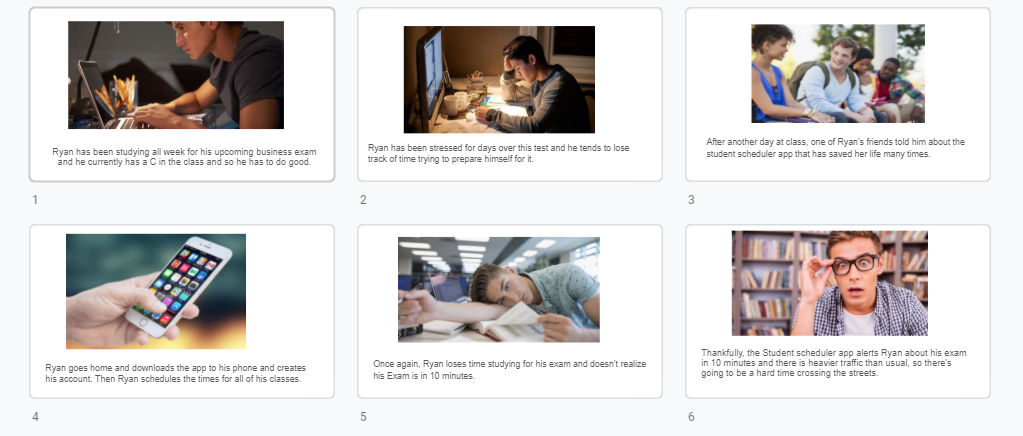 Ryan has been studying all week for his upcoming business exam
and he currently has a C in the class and so he has to do good.
1
Ryan has been stressed for days over this test and he tends to lose
track of time trying to prepare himself for it.
2
After another day at class, one of Ryan's friends told him about the
student scheduler app that has saved her life many times.
3
Ryan goes home and downloads the app to his phone and creates
his account. Then Ryan schedules the times for all of his classes.
4
Once again, Ryan loses time studying for his exam and doesn't realize
his Exam is in 10 minutes.
5
Thankfully, the Student scheduler app alerts Ryan about his exam
in 10 minutes and there is heavier traffic than usual, so there's
going to be a hard time crossing the streets.
6